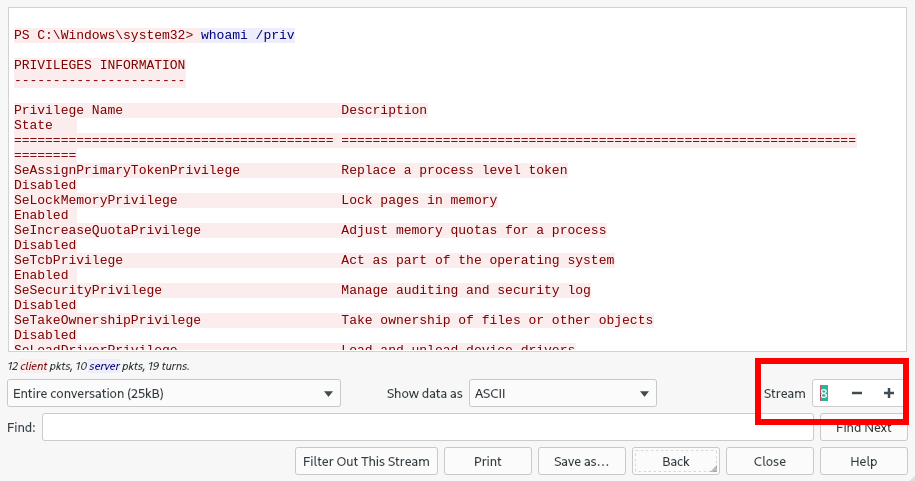 PS C:\Windows\system32> whoami /priv
PRIVILEGES INFORMATION
----------------------
Privilege Name                            Description
State
========================================= ==================================================================
========
SeAssignPrimaryTokenPrivilege             Replace a process level token
Disabled
SeLockMemoryPrivilege                     Lock pages in memory
Enabled
SeIncreaseQuotaPrivilege                  Adjust memory quotas for a process
Disabled
SeTcbPrivilege                            Act as part of the operating system
Enabled
SeSecurityPrivilege                       Manage auditing and security log
Disabled
SeTakeOwnershipPrivilege                  Take ownership of files or other objects
Disabled
SeLoadDriverPrivilege                     Load and unload device drivers
12 client pkts, 10 server pkts, 19 turns.
Entire conversation (25kB) Show data as ASCII Stream 8
Find: Find Next
Filter Out This Stream Print Save as… Back Close Help